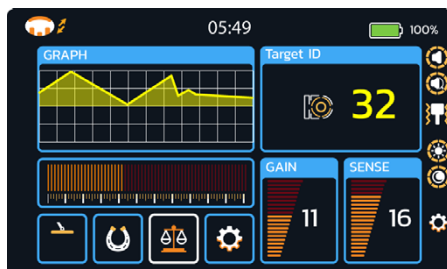 05:49
100%
GRAPH
Target ID
32
GAIN
SENSE
11
16